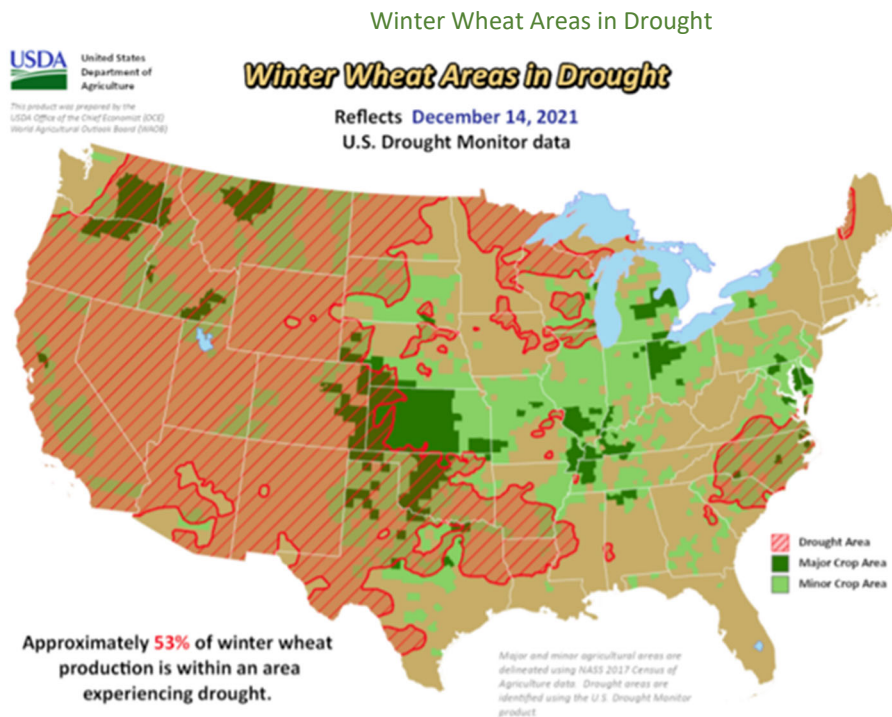 Winter Wheat Areas in Drought
USDA
United States
Department of
Agriculture
This product was prepared by the
USDA Office of the Chief Economist (OCE)
World Agricultural Outlook Board (WAOB)
Winter Wheat Areas in Drought
Reflects December 14, 2021
U.S. Drought Monitor data
Drought Area
Major Crop Area
Minor Crop Area
Approximately 53% of winter wheat
production is within an area
experiencing drought.
Major and minor agricultural areas are
delineated using NASS 2017 Census of
Agriculture data. Drought areas are
identified using the U.S. Drought Monitor
product